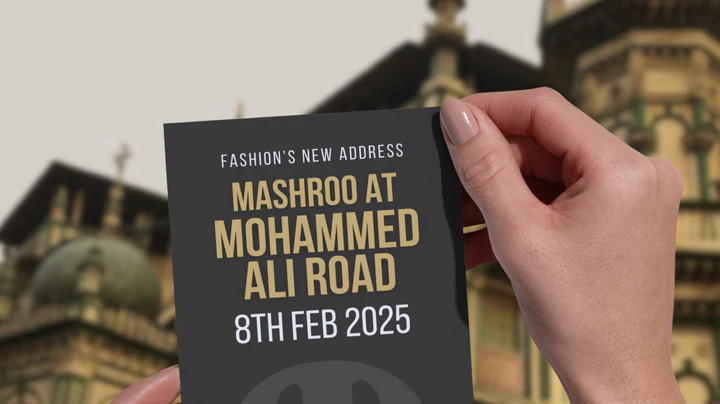 FASHION'S NEW ADDRESS
MASHROO AT
MOHAMMED
ALI ROAD
8TH FEB 2025